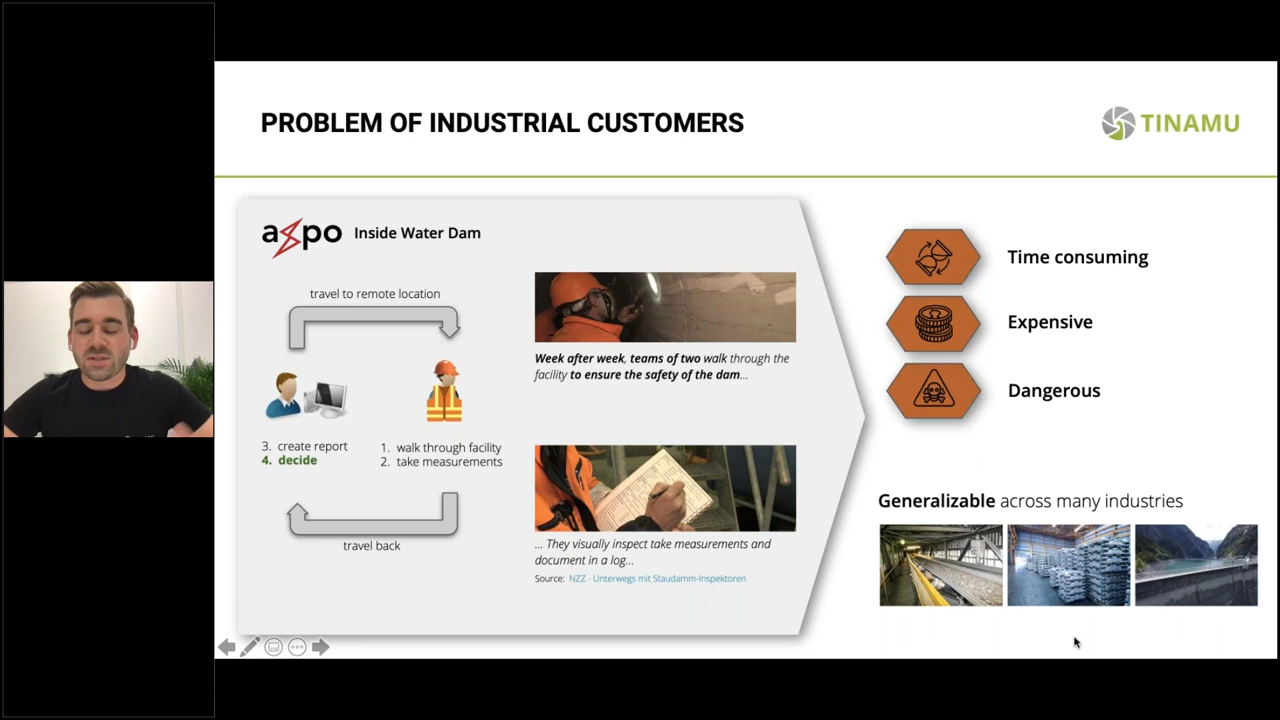 PROBLEM OF INDUSTRIAL CUSTOMERS
TINAMU
axpo Inside Water Dam
travel to remote location
3. create report
4. decide
1. walk through facility
2. take measurements
travel back
Week after week, teams of two walk through the
facility to ensure the safety of the dam...
... They visually inspect take measurements and
document in a log...
Source: NZZ - Unterwegs mit Staudamm-Inspektoren
Time consuming
Expensive
Dangerous
Generalizable across many industries